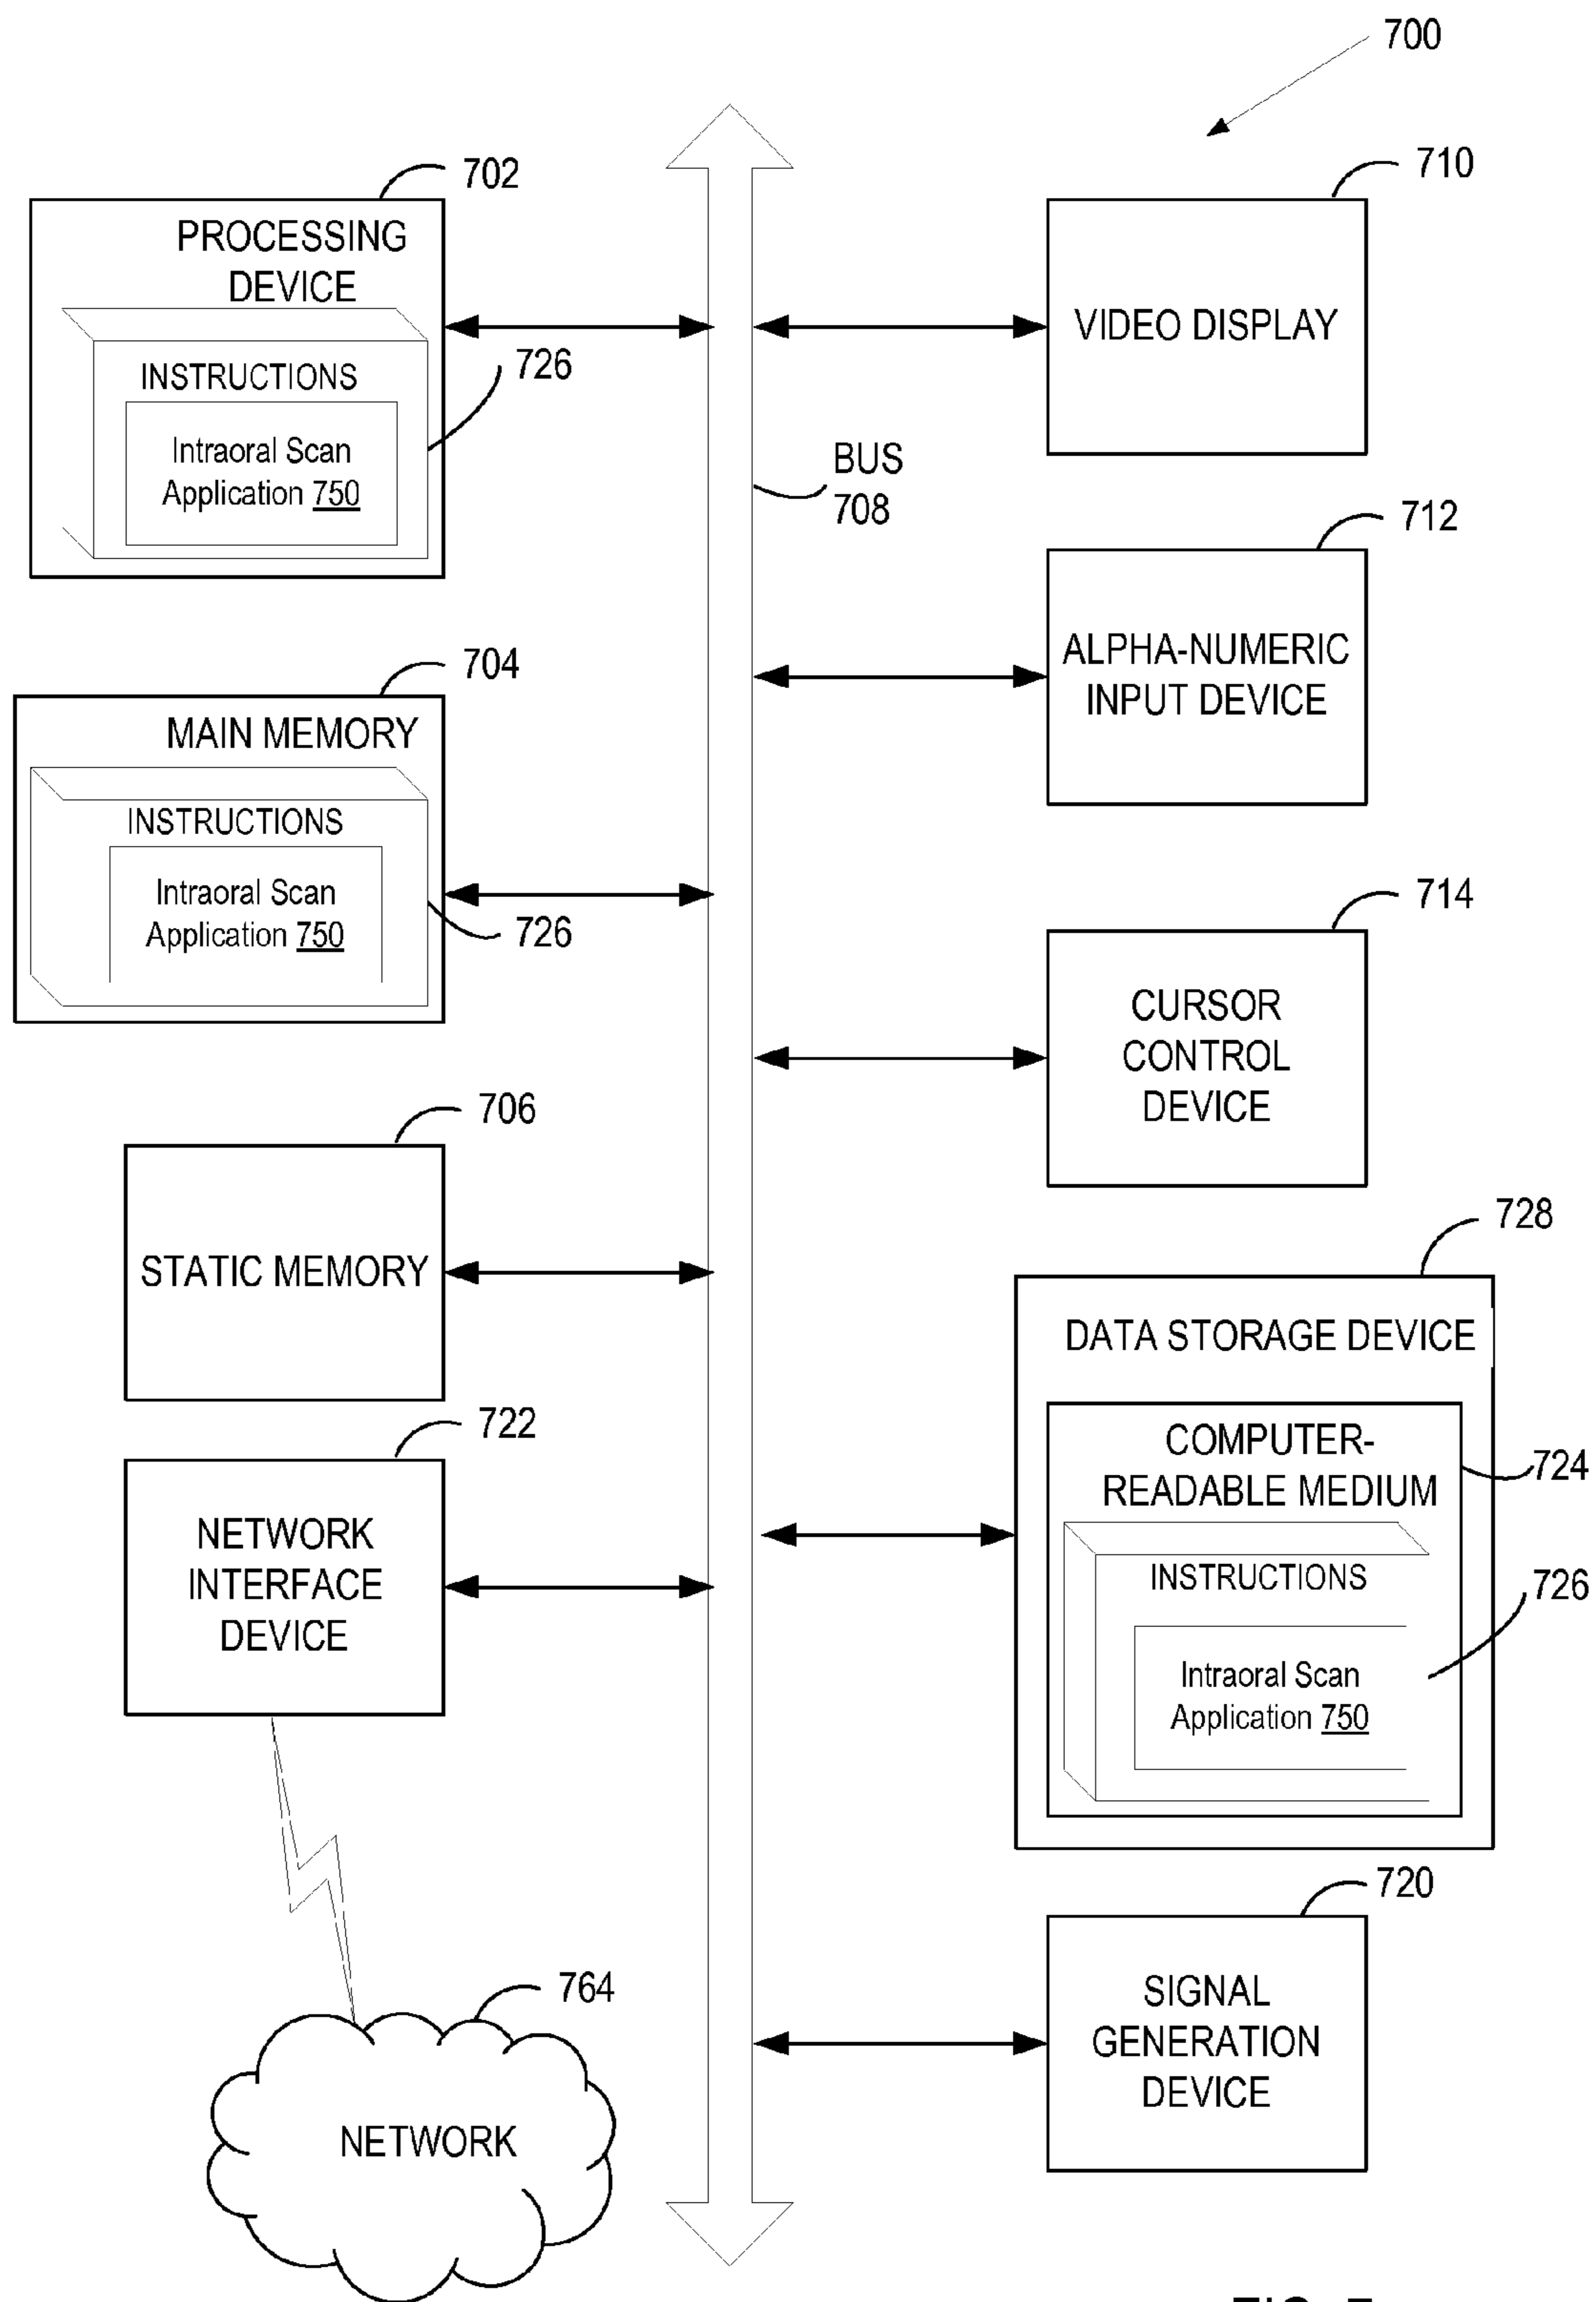 700
702
PROCESSING
DEVICE
INSTRUCTIONS
Intraoral Scan
Application 750
726
704
MAIN MEMORY
INSTRUCTIONS
Intraoral Scan
Application 750
726
706
STATIC MEMORY
722
NETWORK
INTERFACE
DEVICE
764
NETWORK
BUS
708
710
VIDEO DISPLAY
712
ALPHA-NUMERIC
INPUT DEVICE
714
CURSOR
CONTROL
DEVICE
728
DATA STORAGE DEVICE
COMPUTER-
READABLE MEDIUM
724
INSTRUCTIONS
726
Intraoral Scan
Application 750
720
SIGNAL
GENERATION
DEVICE